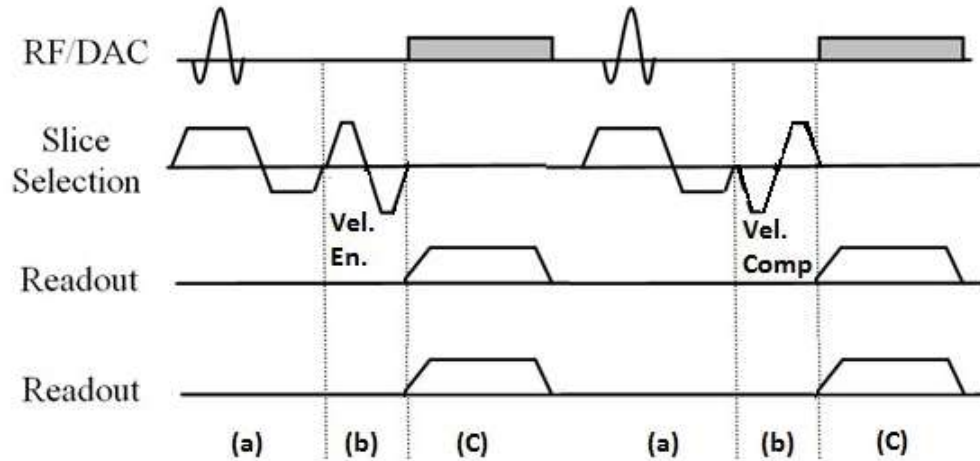 RF/DAC
Slice
Selection
Vel.
En.
Vel.
Comp
Readout
Readout
(a)
(b)
(C)
(a)
(b)
(C)